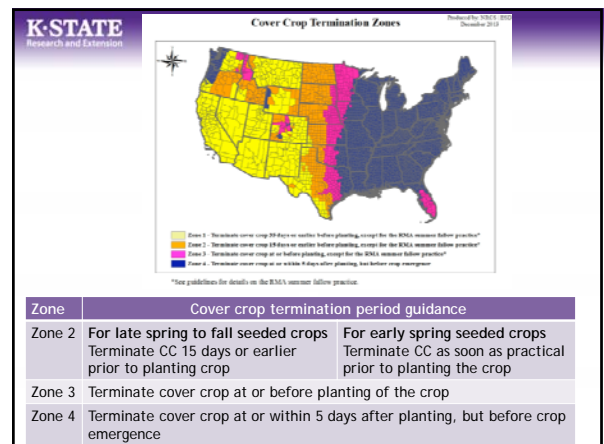 K-STATE
Research and Extension
Cover Crop Termination Zones
Produced by: NRCS - ESD
December 2013
Zone 1 - Terminate cover crop 35 days or earlier before planting, except for the RMA summer fallow practice*
Zone 2 - Terminate cover crop 15 days or earlier before planting, except for the RMA summer fallow practice*
Zone 3 - Terminate cover crop at or before planting, except for the RMA summer fallow practice*
Zone 4 - Terminate cover crop at or within 5 days after planting, but before crop emergence
*See guidelines for details on the RMA summer fallow practice.
Zone Cover crop termination period guidance
Zone 2 For late spring to fall seeded crops For early spring seeded crops
Terminate CC 15 days or earlier Terminate CC as soon as practical
prior to planting crop prior to planting the crop
Zone 3 Terminate cover crop at or before planting of the crop
Zone 4 Terminate cover crop at or within 5 days after planting, but before crop
emergence